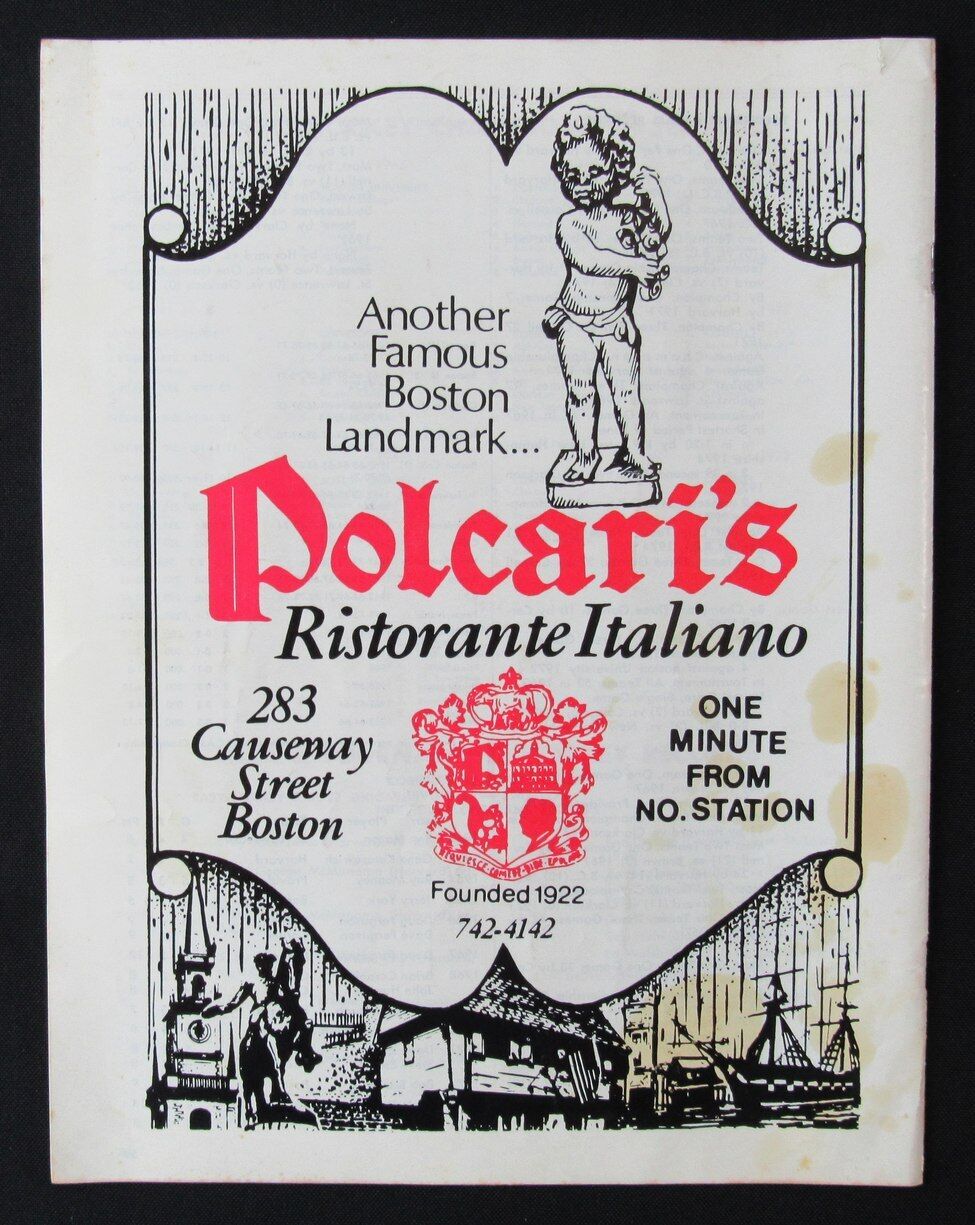 Another
Famous
Boston
Landmark...
Polcari's
Ristorante Italiano
283
Causeway
Street
Boston
ONE
MINUTE
FROM
NO. STATION
Founded 1922
742-4142